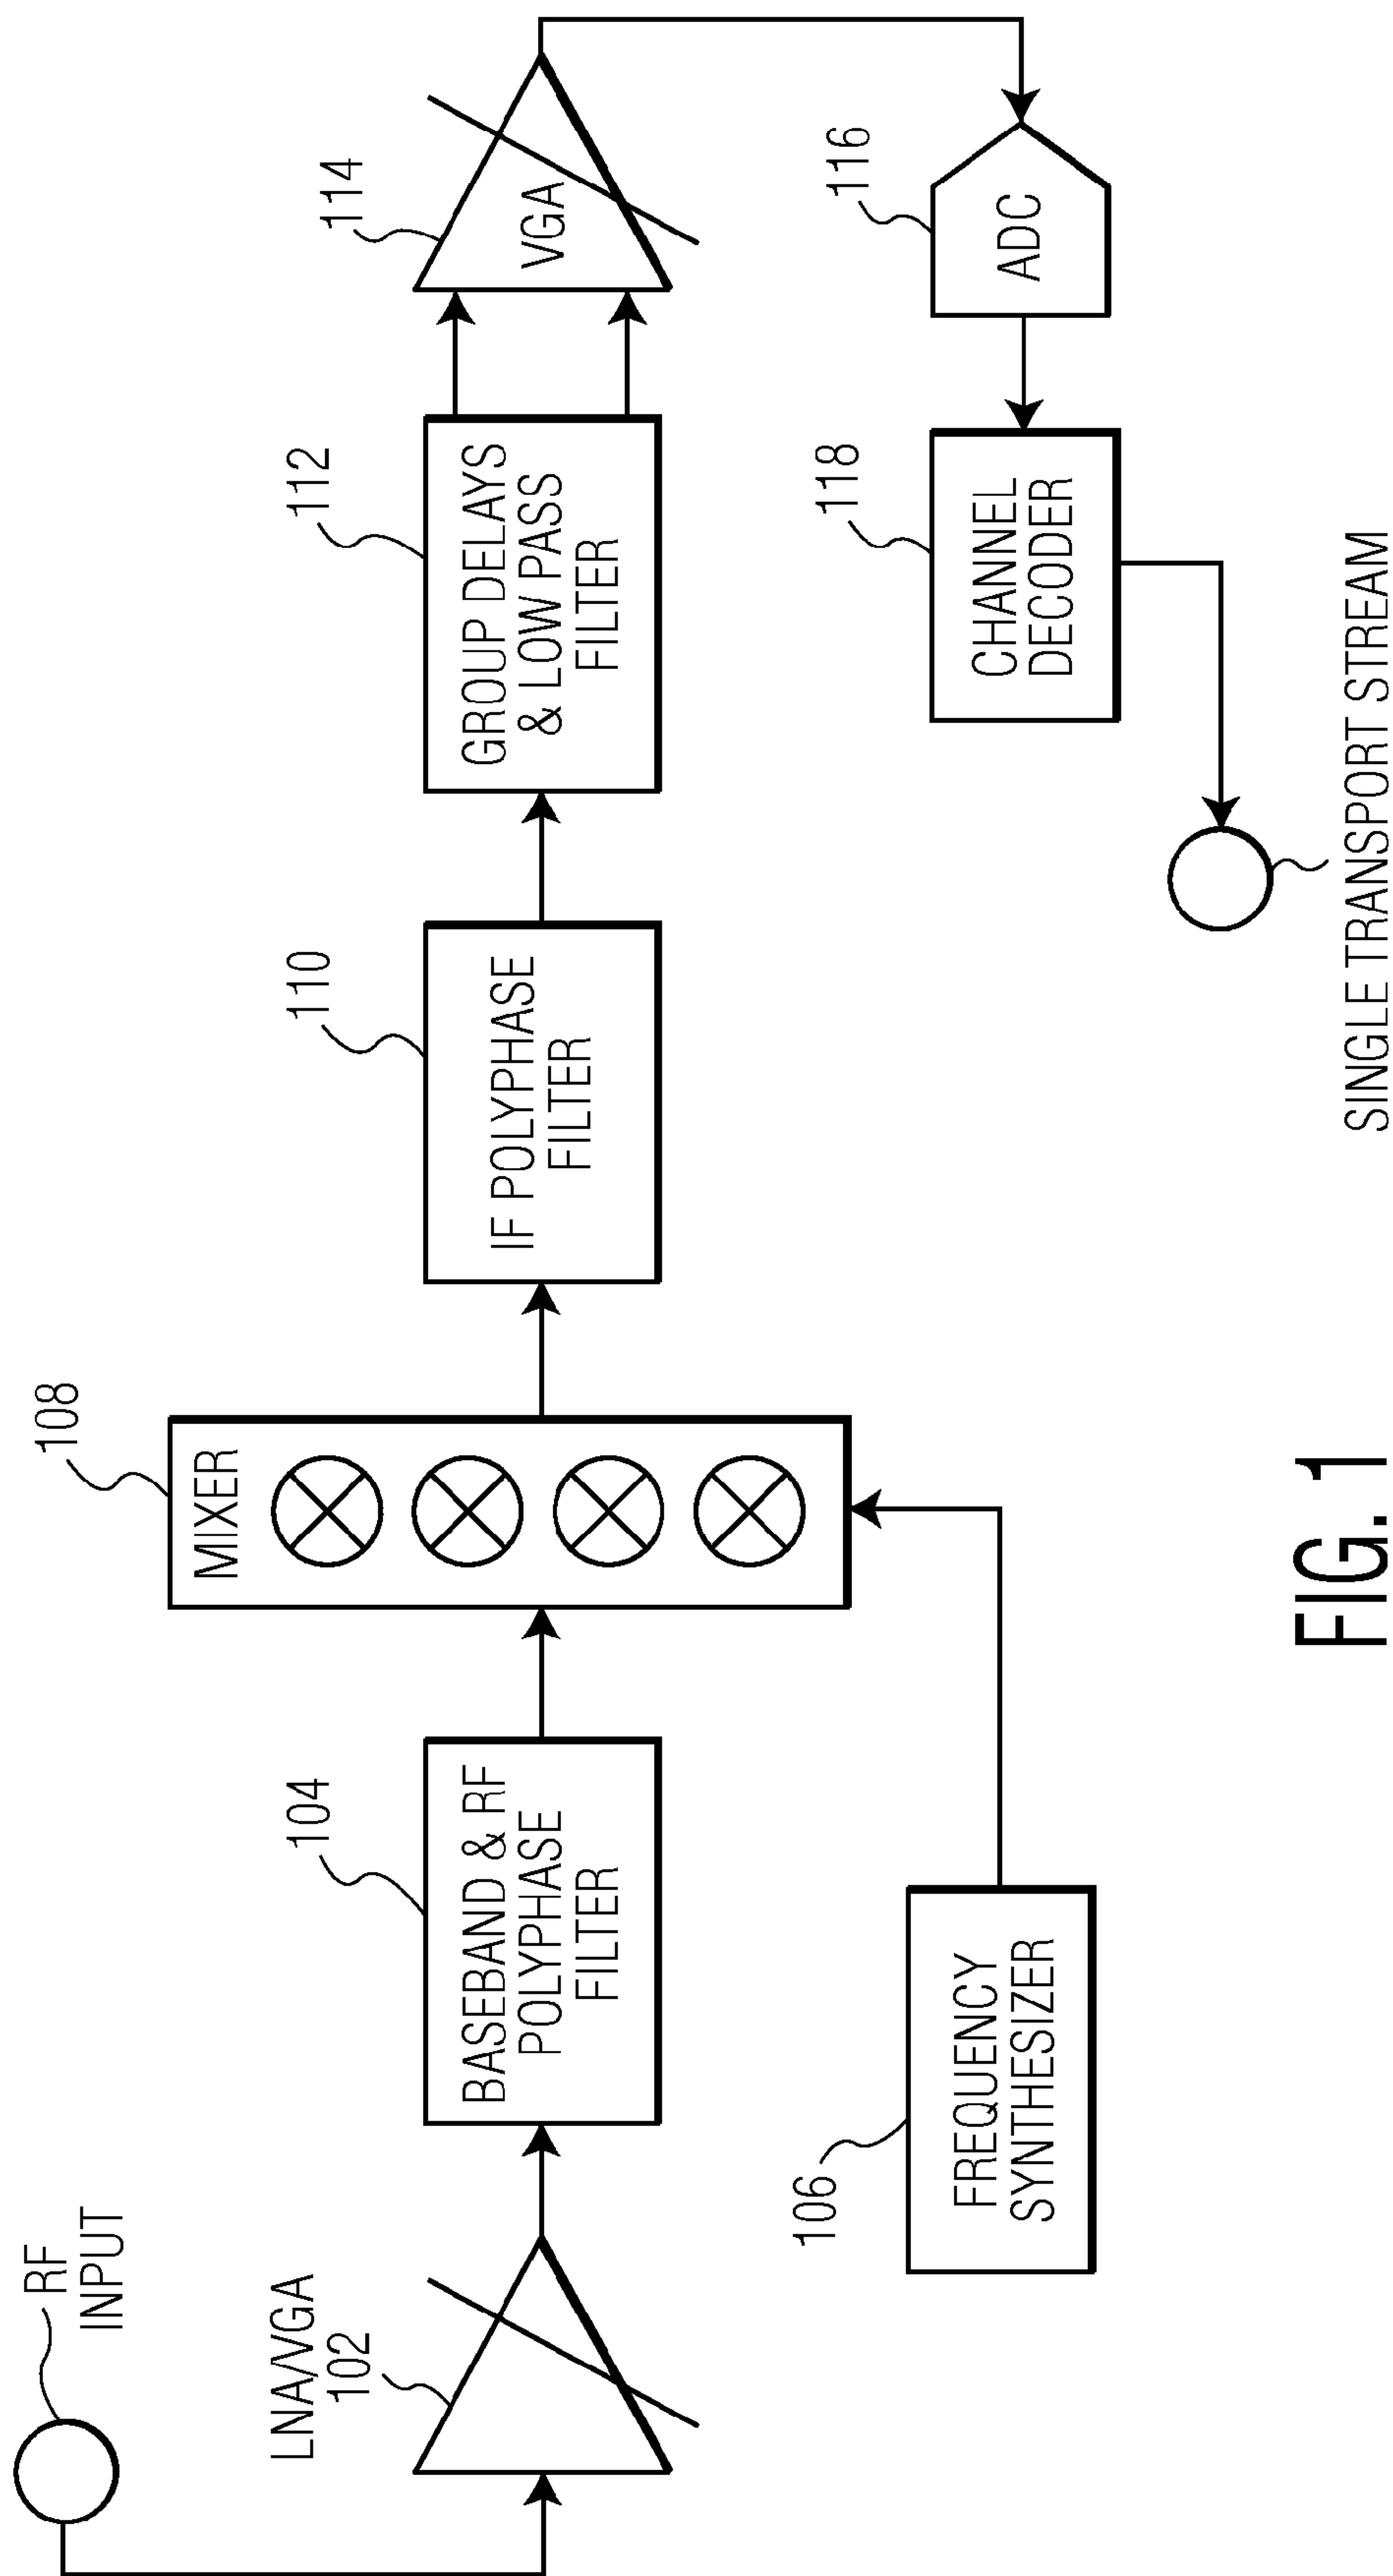 RF
INPUT
LNA/VGA
102
104
BASEBAND & RF
POLYPHASE
FILTER
106
FREQUENCY
SYNTHESIZER
108
MIXER
110
IF POLYPHASE
FILTER
112
GROUP DELAYS
& LOW PASS
FILTER
114
VGA
116
ADC
118
CHANNEL
DECODER
SINGLE TRANSPORT STREAM
FIG. 1